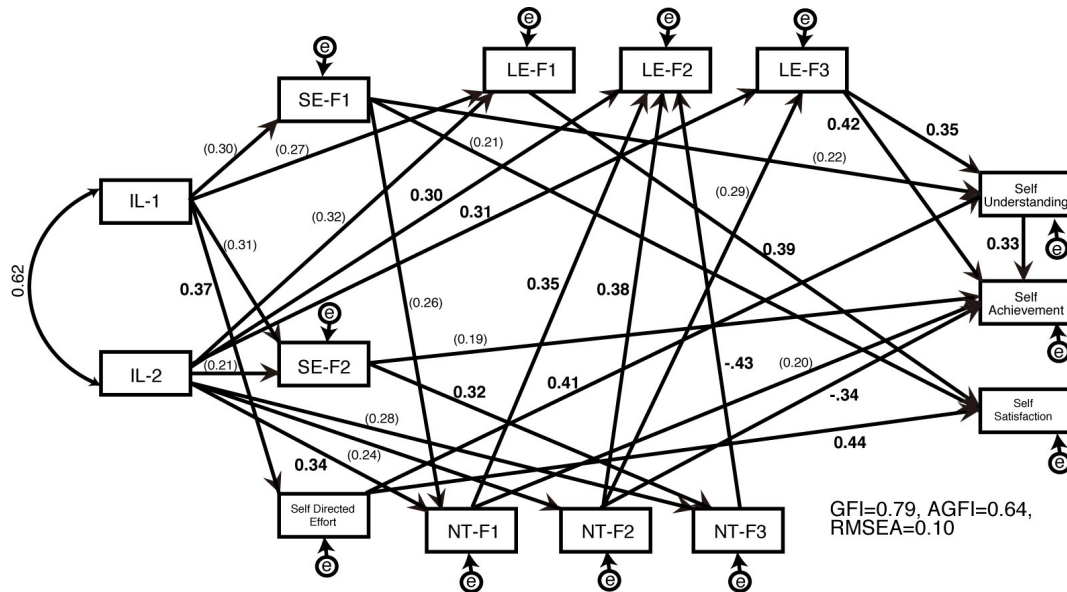 e
e
e
e
LE-F1
LE-F2
LE-F3
SE-F1
0.42
0.35
(0.30)
(0.27)
(0.21)
(0.22)
(0.29)
IL-1
0.30
0.31
(0.32)
Self
Understanding
(0.31)
0.39
0.33
e
0.62
0.37
0.35
0.38
(0.26)
Self
Achievement
e
(0.19)
SE-F2
(0.21)
IL-2
-.43
(0.20)
e
0.41
0.32
-.34
Self
Satisfaction
(0.28)
0.44
(0.24)
0.34
e
Self Directed
Effort
NT-F1
NT-F2
NT-F3
GFI=0.79, AGFI=0.64,
RMSEA=0.10
e
e
e
e